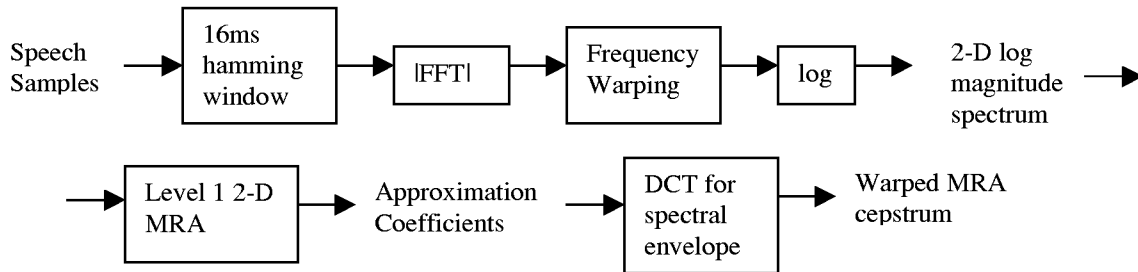 Speech
Samples
16ms
hamming
window
|FFT|
Frequency
Warping
log
2-D log
magnitude
spectrum
Level 1 2-D
MRA
Approximation
Coefficients
DCT for
spectral
envelope
Warped MRA
cepstrum